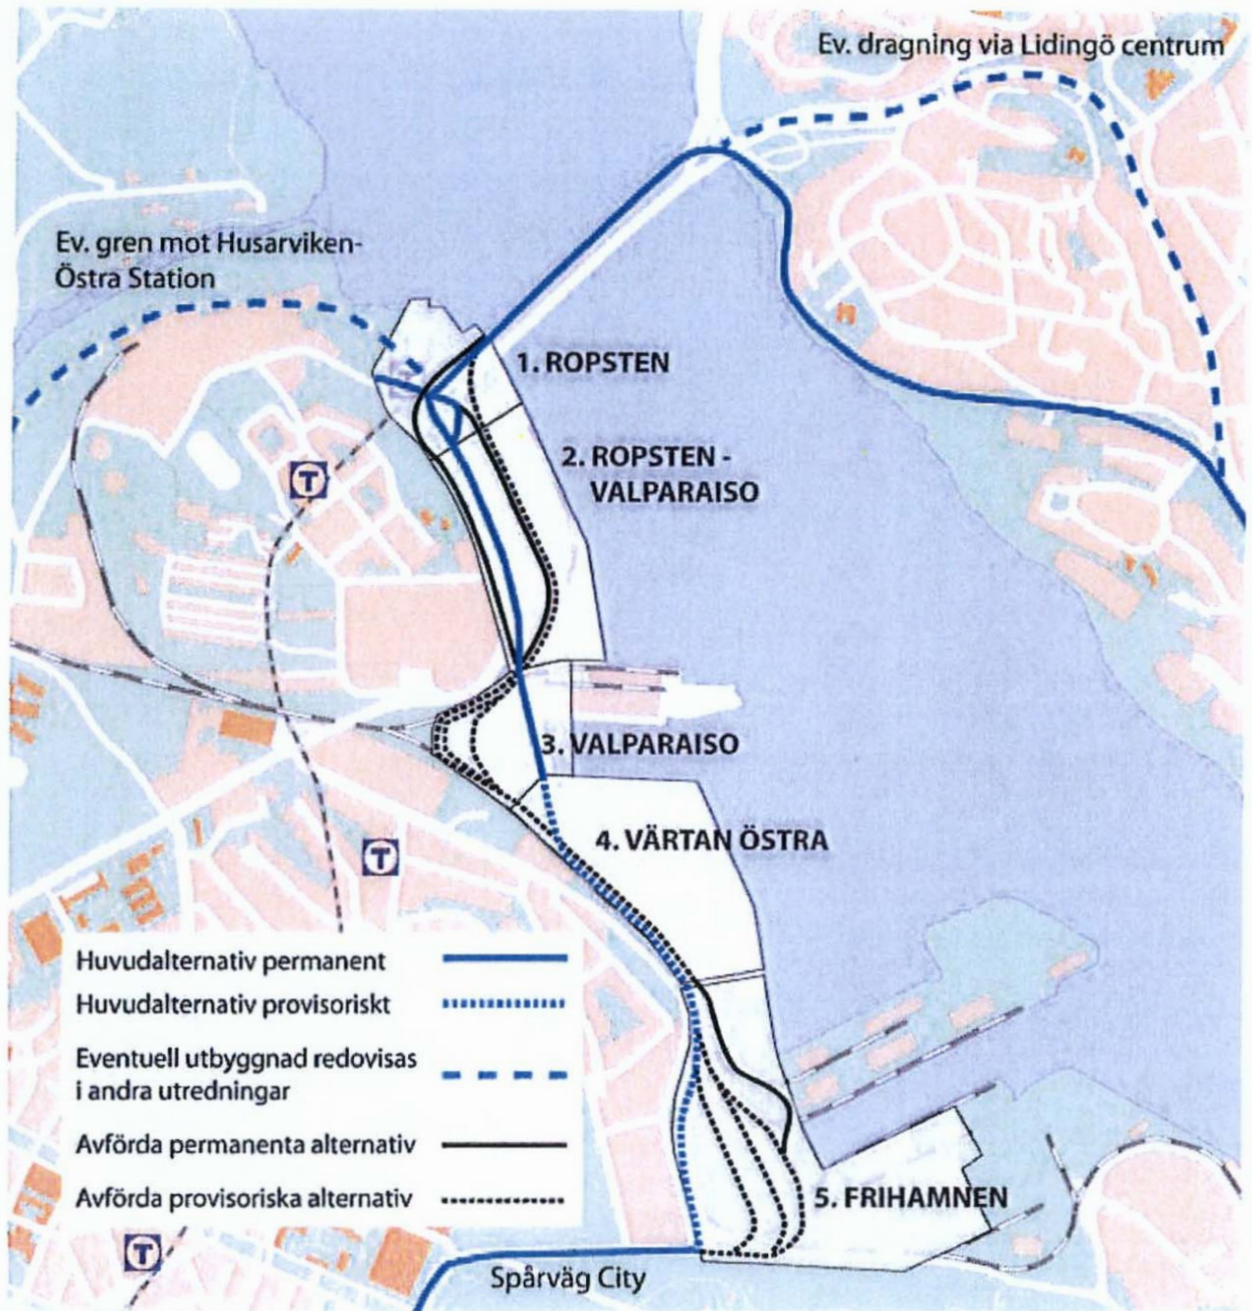 Ev. dragning via Lidingö centrum
Ev. gren mot Husarviken-
Östra Station
1. ROPSTEN
2. ROPSTEN -
VALPARAISO
T
3. VALPARAISO
4. VÄRTAN ÖSTRA
T
Huvudalternativ permanent
Huvudalternativ provisoriskt
Eventuell utbyggnad redovisas
i andra utredningar
Avförda permanenta alternativ
Avförda provisoriska alternativ
5. FRIHAMNEN
T
Spårväg City